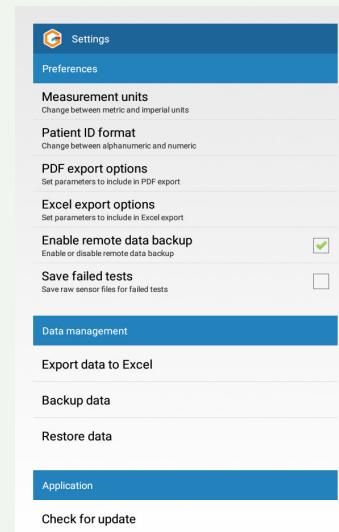 Settings
Preferences
Measurement units
Change between metric and imperial units
Patient ID format
Change between alphanumeric and numeric
PDF export options
Set parameters to include in PDF export
Excel export options
Set parameters to include in Excel export
Enable remote data backup
Enable or disable remote data backup
Save failed tests
Save raw sensor files for failed tests
Data management
Export data to Excel
Backup data
Restore data
Application
Check for update